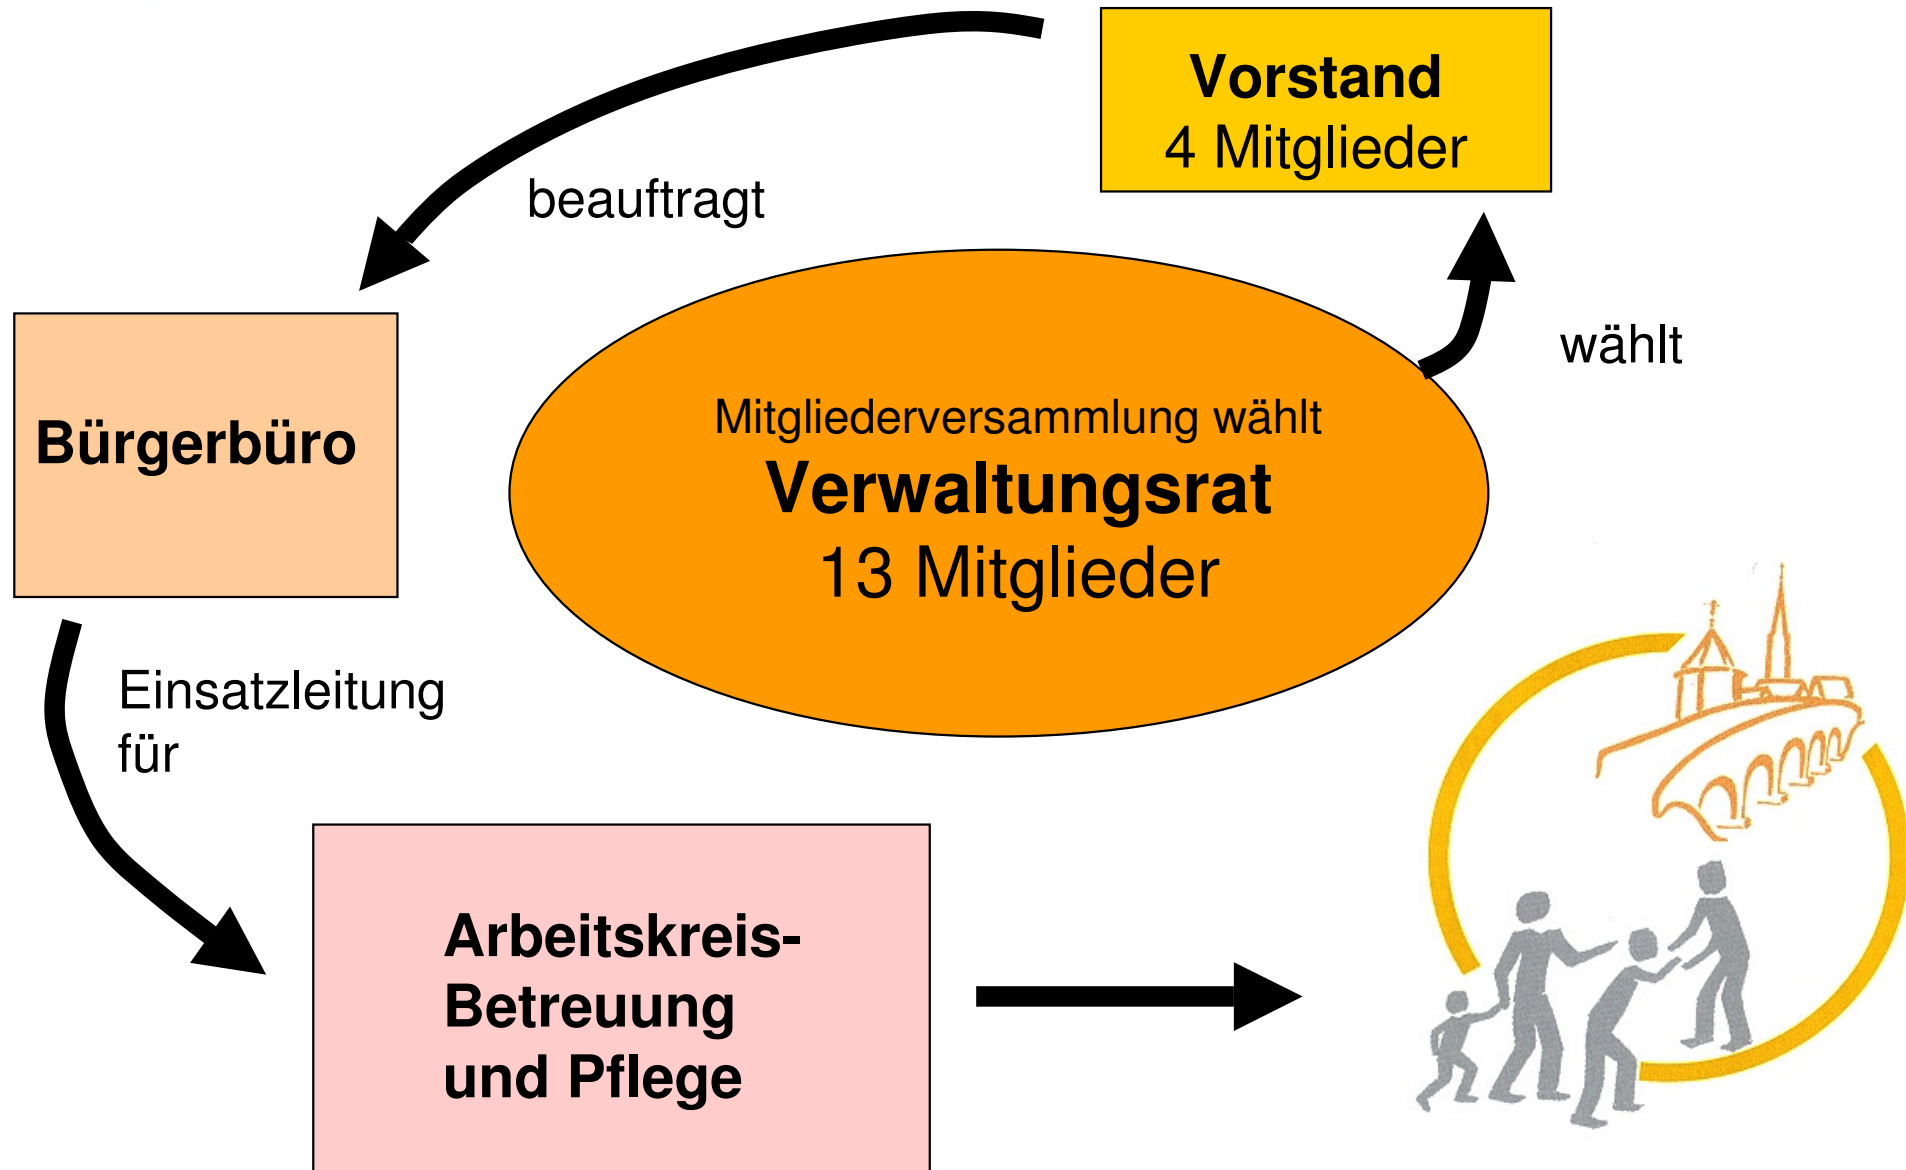 Vorstand
4 Mitglieder
beauftragt
wählt
Mitgliederversammlung wählt
Verwaltungsrat
13 Mitglieder
Bürgerbüro
Einsatzleitung
für
Arbeitskreis-
Betreuung
und Pflege